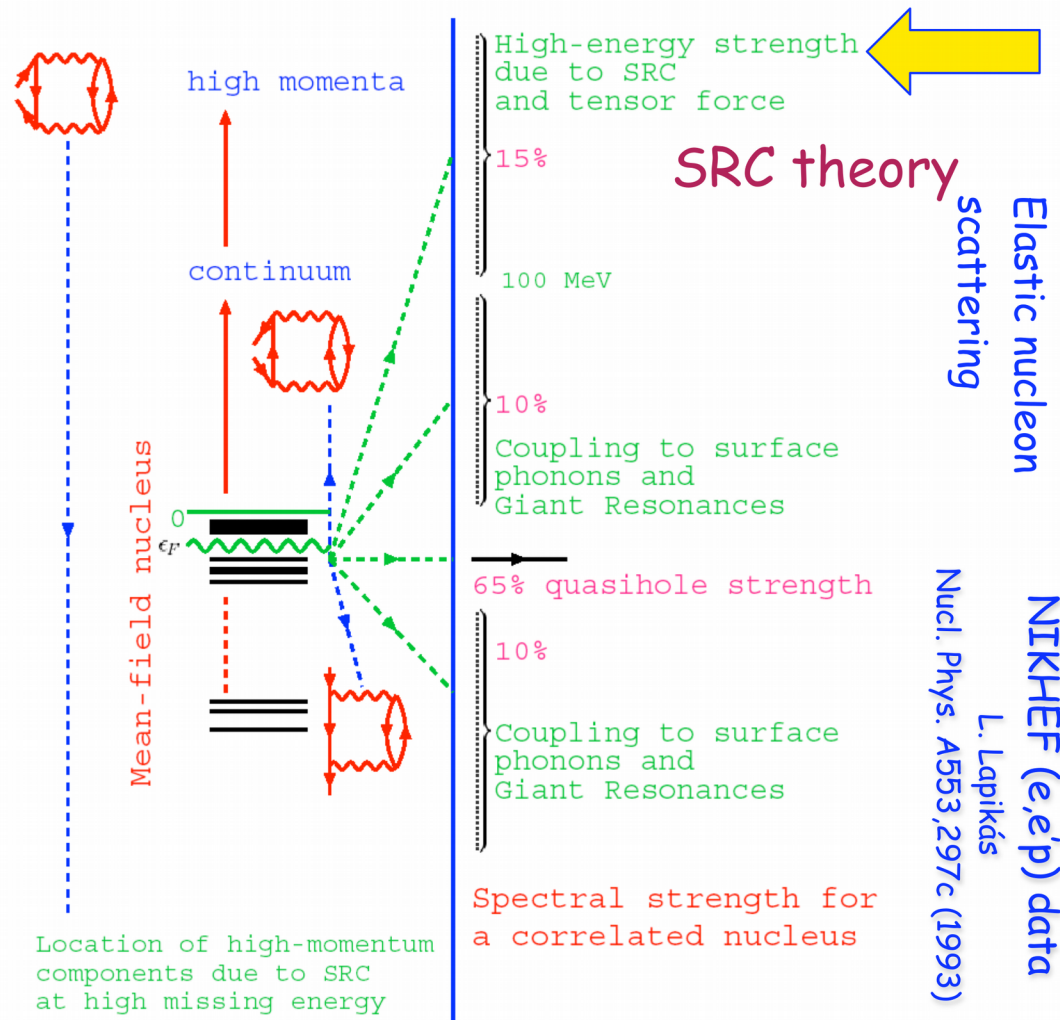 high momenta
continuum
0
ϵF
Mean-field nucleus
Location of high-momentum
components due to SRC
at high missing energy
High-energy strength
due to SRC
and tensor force
15%
100 MeV
10%
Coupling to surface
phonons and
Giant Resonances
65% quasihole strength
10%
Coupling to surface
phonons and
Giant Resonances
Spectral strength for
a correlated nucleus
SRC theory
Elastic nucleon
scattering
NIKHEF (e,e'p) data
L. Lapikás
Nucl. Phys. A553,297c (1993)